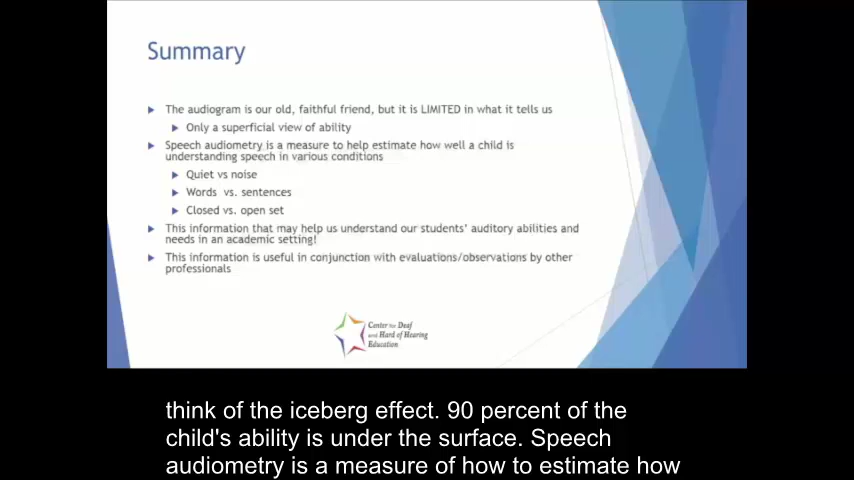 Summary
The audiogram is our old, faithful friend, but it is LIMITED in what it tells us
Only a superficial view of ability
Speech audiometry is a measure to help estimate how well a child is
understanding speech in various conditions
Quiet vs noise
Words vs. sentences
Closed vs. open set
This information that may help us understand our students' auditory abilities and
needs in an academic setting!
This information is useful in conjunction with evaluations/observations by other
professionals
Center for Deaf
and Hard of Hearing
Education
think of the iceberg effect. 90 percent of the
child's ability is under the surface. Speech
audiometry is a measure of how to estimate how